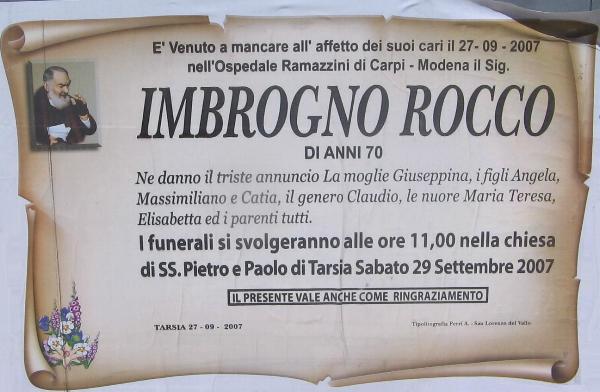 E' Venuto a mancare all' affetto dei suoi cari il 27- 09 - 2007
nell'Ospedale Ramazzini di Carpi - Modena il Sig.
IMBROGNO ROCCO
DI ANNI 70
Ne danno il triste annuncio La moglie Giuseppina, i figli Angela,
Massimiliano e Catia, il genero Claudio, le nuore Maria Teresa,
Elisabetta ed i parenti tutti.
I funerali si svolgeranno alle ore 11,00 nella chiesa
di SS. Pietro e Paolo di Tarsia Sabato 29 Settembre 2007
IL PRESENTE VALE ANCHE COME RINGRAZIAMENTO
TARSIA 27 - 09 - 2007
Tipolitografia Ferri A. - San Lorenzo del Vallo